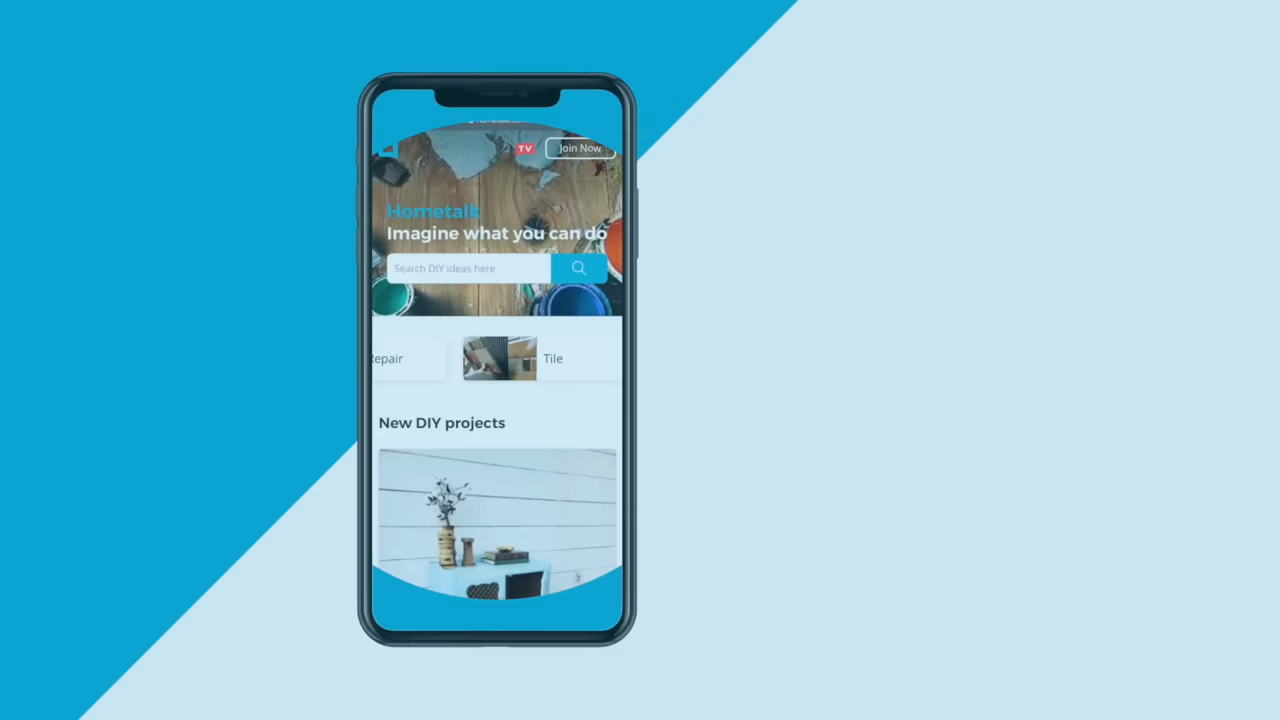 TV
Join Now
Hometalk
Imagine what you can do
Search DIY ideas here
Repair
Tile
New DIY projects